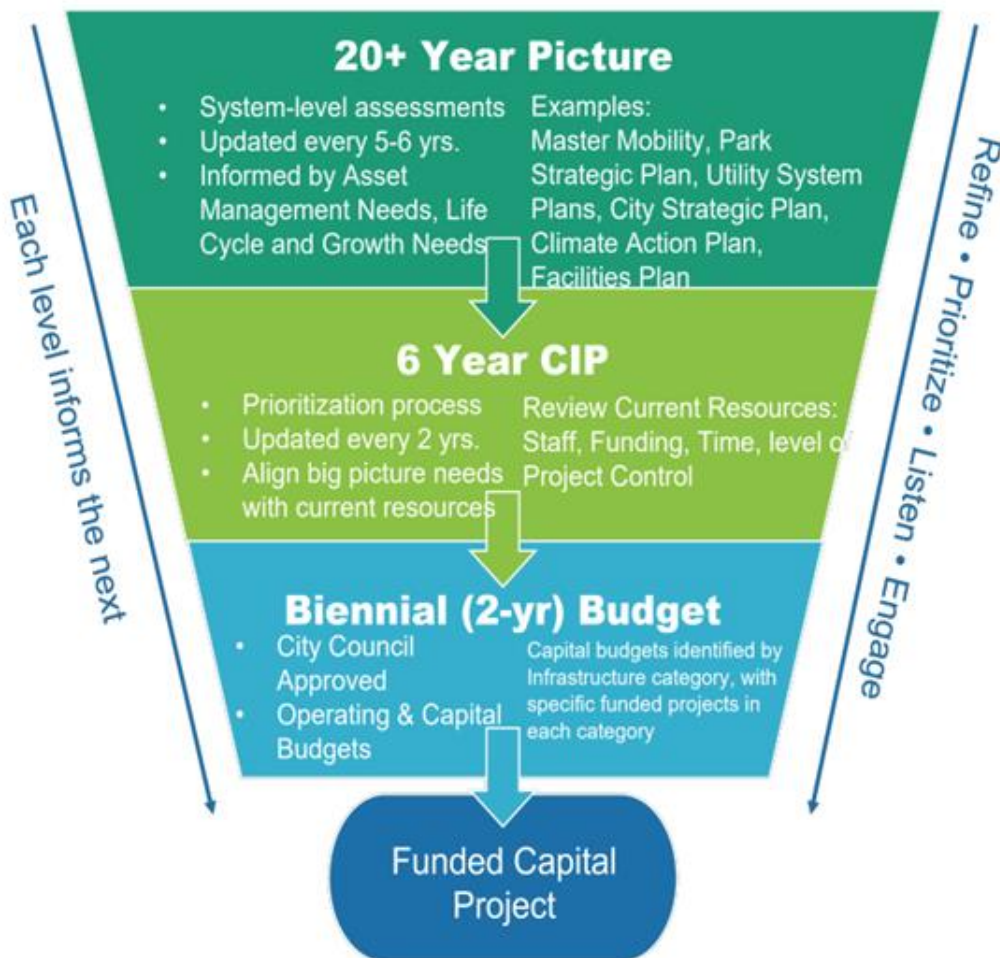 20+ Year Picture
• System-level assessments
• Updated every 5-6 yrs.
• Informed by Asset
Management Needs, Life
Cycle and Growth Needs
Examples:
Master Mobility, Park
Strategic Plan, Utility System
Plans, City Strategic Plan,
Climate Action Plan,
Facilities Plan
6 Year CIP
• Prioritization process
• Updated every 2 yrs.
• Align big picture needs
with current resources
Review Current Resources:
Staff, Funding, Time, level of
Project Control
Biennial (2-yr) Budget
• City Council
Approved
• Operating & Capital
Budgets
Capital budgets identified by
Infrastructure category, with
specific funded projects in
each category
Funded Capital
Project
Each level informs the next
Refine • Prioritize • Listen • Engage